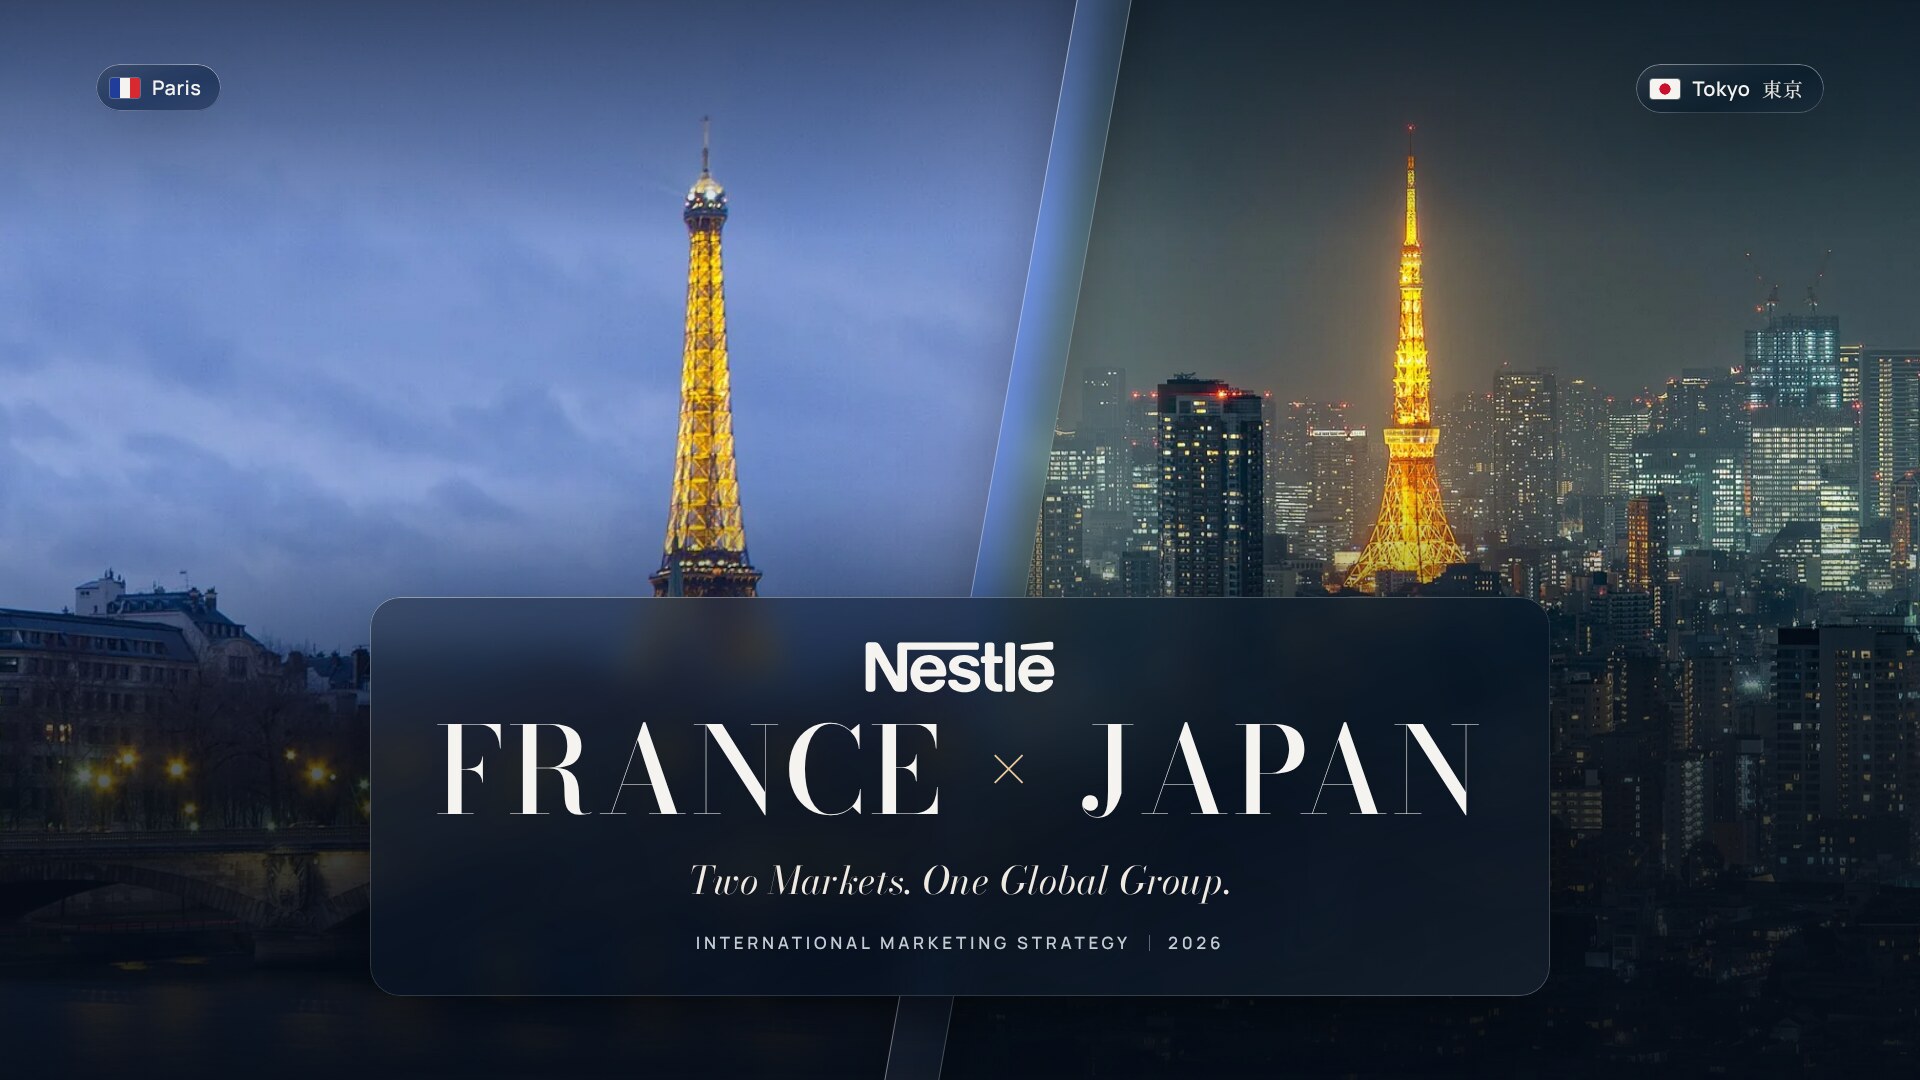 Paris
Tokyo 東京
Nestlé
FRANCE × JAPAN
Two Markets. One Global Group.
INTERNATIONAL MARKETING STRATEGY | 2026